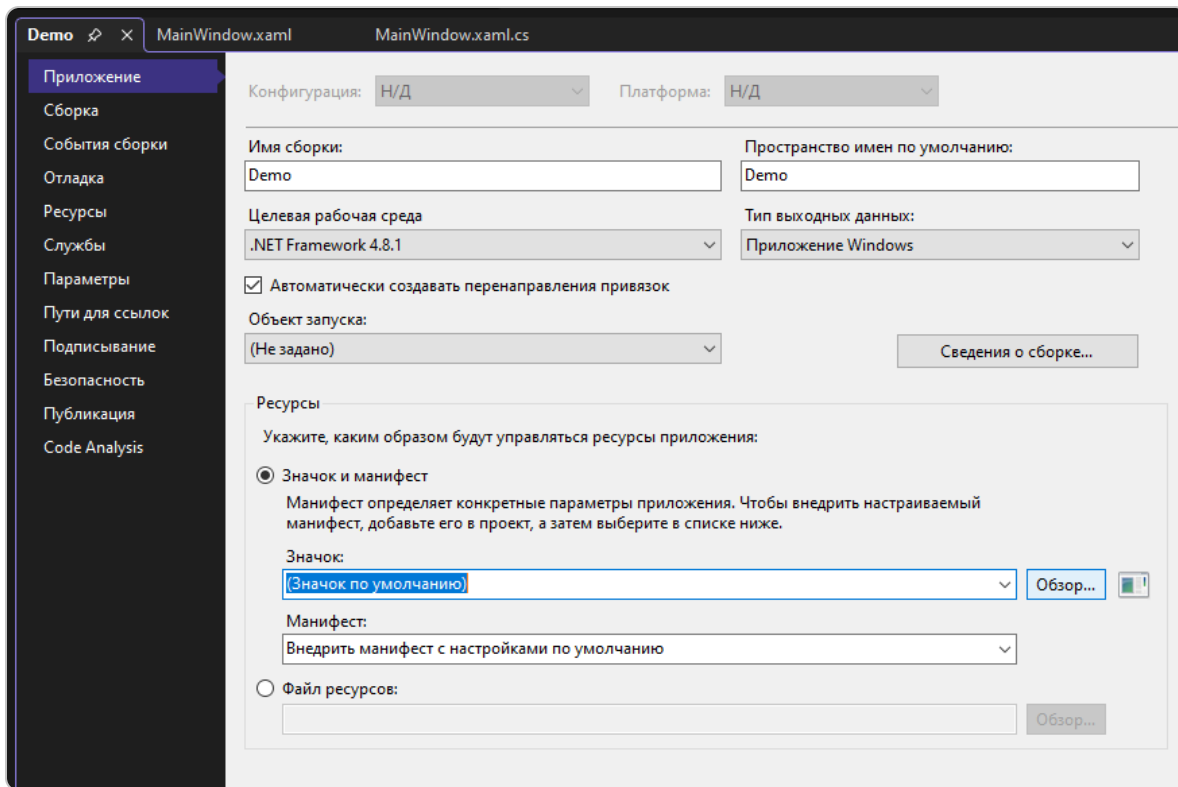 Demo MainWindow.xaml MainWindow.xaml.cs
Приложение
Сборка
События сборки
Отладка
Ресурсы
Службы
Параметры
Пути для ссылок
Подписывание
Безопасность
Публикация
Code Analysis
Конфигурация: Н/Д Платформа: Н/Д
Имя сборки: Пространство имен по умолчанию:
Demo Demo
Целевая рабочая среда Тип выходных данных:
.NET Framework 4.8.1 Приложение Windows
Автоматически создавать перенаправления привязок
Объект запуска:
(Не задано) Сведения о сборке...
Ресурсы
Укажите, каким образом будут управляться ресурсы приложения:
Значок и манифест
Манифест определяет конкретные параметры приложения. Чтобы внедрить настраиваемый
манифест, добавьте его в проект, а затем выберите в списке ниже.
Значок:
(Значок по умолчанию) Обзор...
Манифест:
Внедрить манифест с настройками по умолчанию
Файл ресурсов:
Обзор...